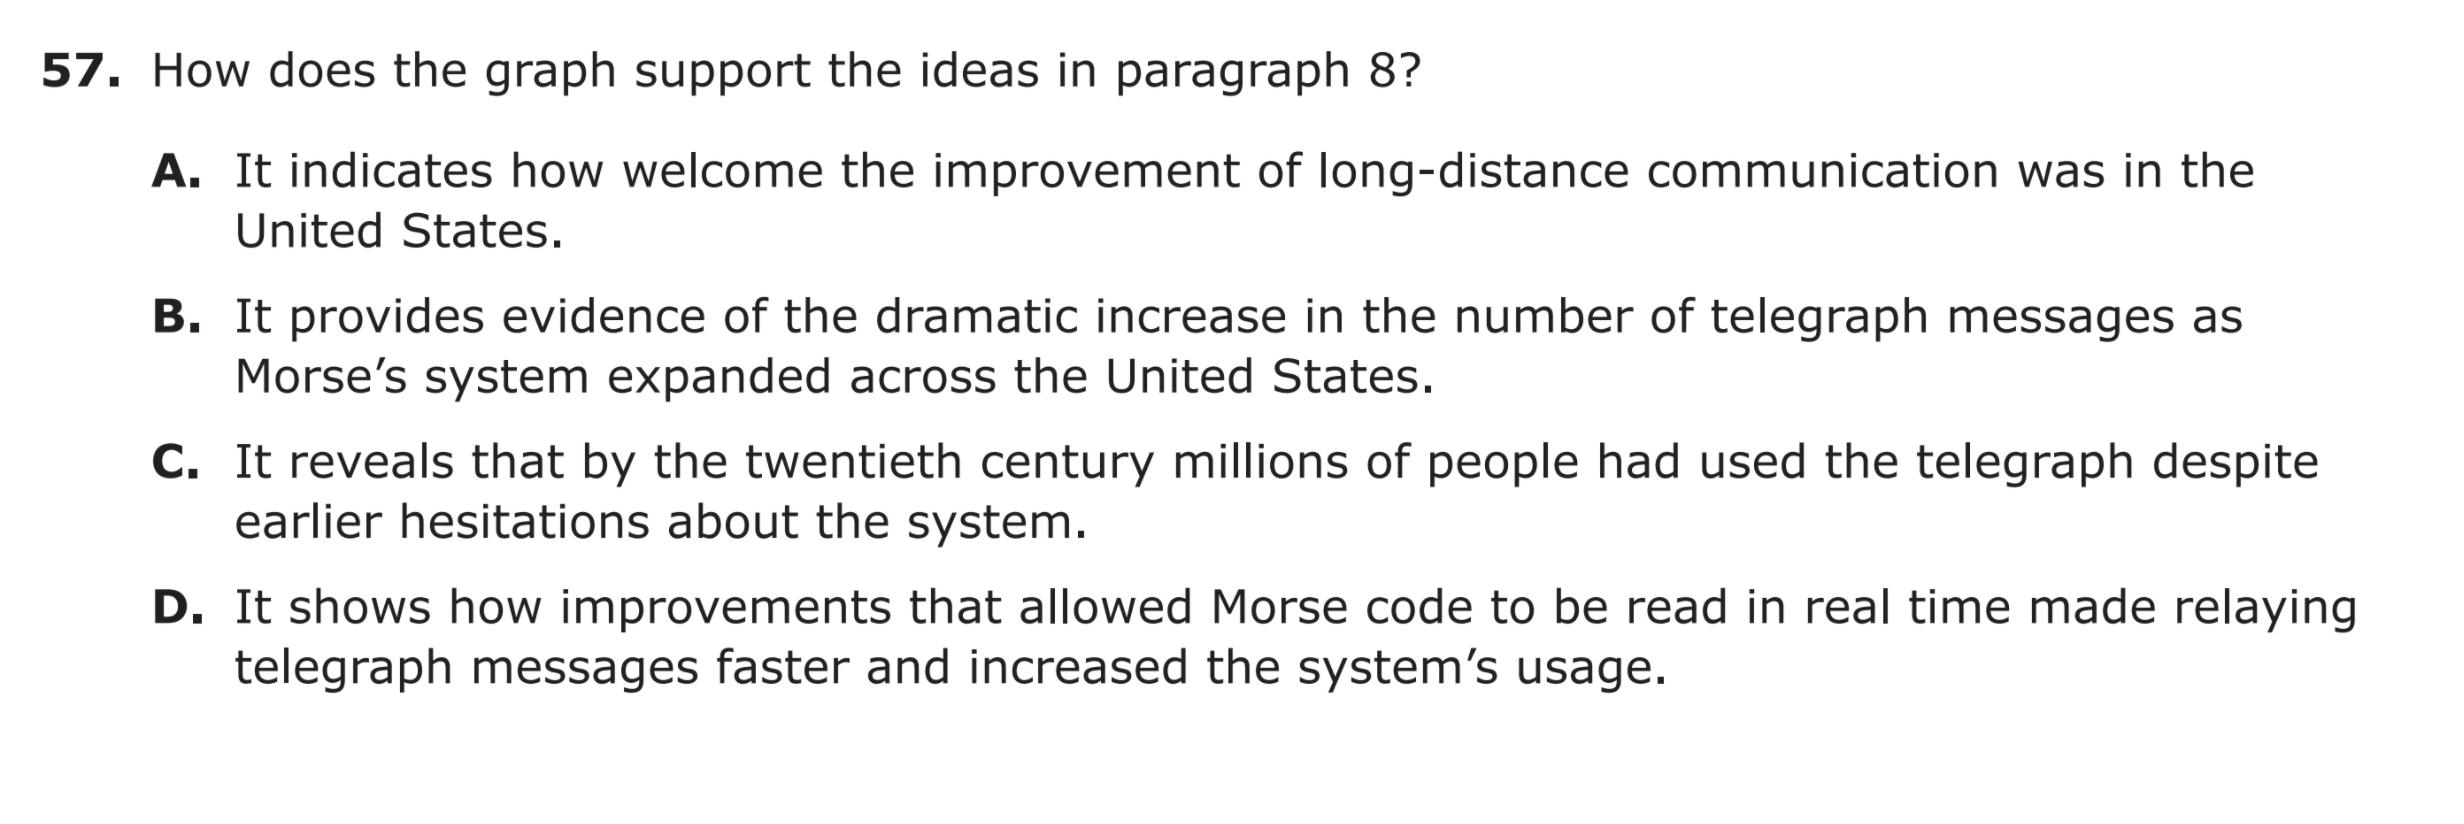 57. How does the graph support the ideas in paragraph 8?
A. It indicates how welcome the improvement of long-distance communication was in the
United States.
B. It provides evidence of the dramatic increase in the number of telegraph messages as
Morse’s system expanded across the United States.
C. It reveals that by the twentieth century millions of people had used the telegraph despite
earlier hesitations about the system.
D. It shows how improvements that allowed Morse code to be read in real time made relaying
telegraph messages faster and increased the system’s usage.